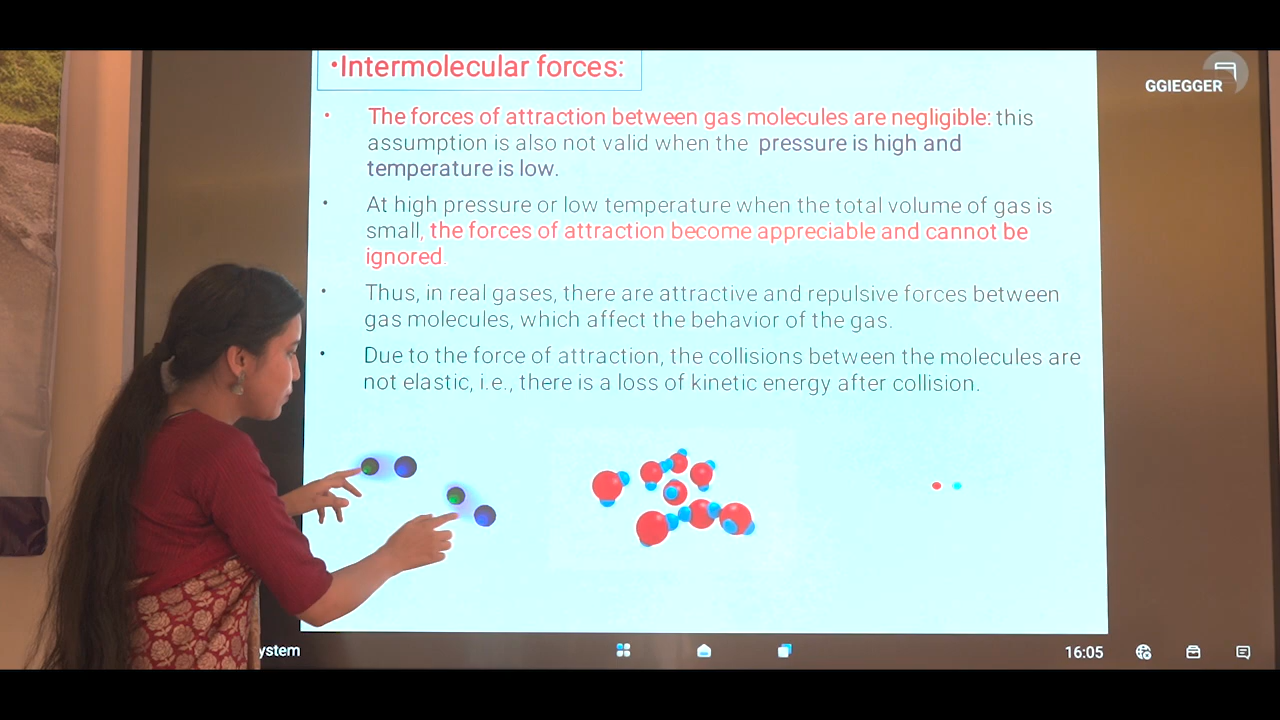 •Intermolecular forces:
GGIEGGER
• The forces of attraction between gas molecules are negligible: this
assumption is also not valid when the pressure is high and
temperature is low.
• At high pressure or low temperature when the total volume of gas is
small, the forces of attraction become appreciable and cannot be
ignored.
• Thus, in real gases, there are attractive and repulsive forces between
gas molecules, which affect the behavior of the gas.
• Due to the force of attraction, the collisions between the molecules are
not elastic, i.e., there is a loss of kinetic energy after collision.
ystem
16:05